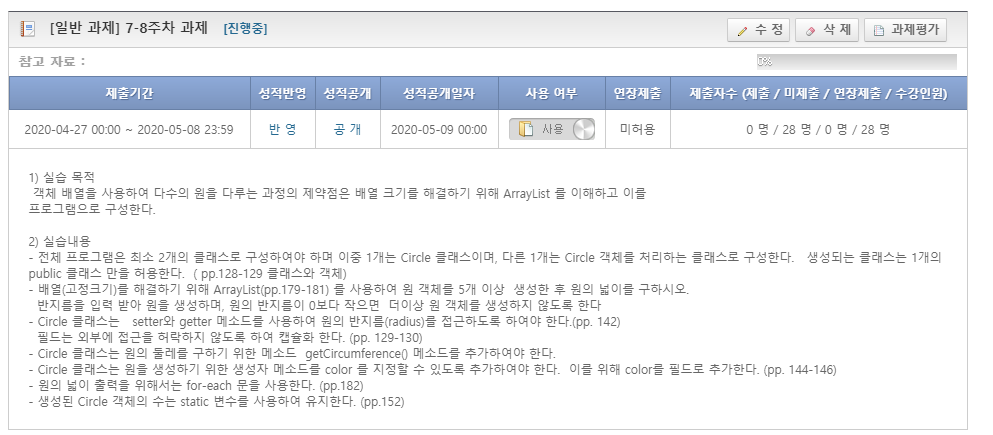 [일반 과제] 7-8주차 과제 [진행중] 수 정 삭 제 과제평가
참고 자료 : 0%
제출기간 성적반영 성적공개 성적공개일자 사용 여부 연장제출 제출자수 (제출 / 미제출 / 연장제출 / 수강인원)
2020-04-27 00:00 ~ 2020-05-08 23:59 반 영 공 개 2020-05-09 00:00 사용 미허용 0 명 / 28 명 / 0 명 / 28 명
1) 실습 목적
객체 배열을 사용하여 다수의 원을 다루는 과정의 제약점은 배열 크기를 해결하기 위해 ArrayList 를 이해하고 이를
프로그램으로 구성한다.
2) 실습내용
- 전체 프로그램은 최소 2개의 클래스로 구성하여야 하며 이중 1개는 Circle 클래스이며, 다른 1개는 Circle 객체를 처리하는 클래스로 구성한다. 생성되는 클래스는 1개의
public 클래스 만을 허용한다. ( pp.128-129 클래스와 객체)
- 배열(고정크기)를 해결하기 위해 ArrayList(pp.179-181) 를 사용하여 원 객체를 5개 이상 생성한 후 원의 넓이를 구하시오.
반지름을 입력 받아 원을 생성하며, 원의 반지름이 0보다 작으면 더이상 원 객체를 생성하지 않도록 한다
- Circle 클래스는 setter와 getter 메소드를 사용하여 원의 반지름(radius)를 접근하도록 하여야 한다.(pp. 142)
필드는 외부에 접근을 허락하지 않도록 하여 캡슐화 한다. (pp. 129-130)
- Circle 클래스는 원의 둘레를 구하기 위한 메소드 getCircumference() 메소드를 추가하여야 한다.
- Circle 클래스는 원을 생성하기 위한 생성자 메소드를 color 를 지정할 수 있도록 추가하여야 한다. 이를 위해 color를 필드로 추가한다. (pp. 144-146)
- 원의 넓이 출력을 위해서는 for-each 문을 사용한다. (pp.182)
- 생성된 Circle 객체의 수는 static 변수를 사용하여 유지한다. (pp.152)